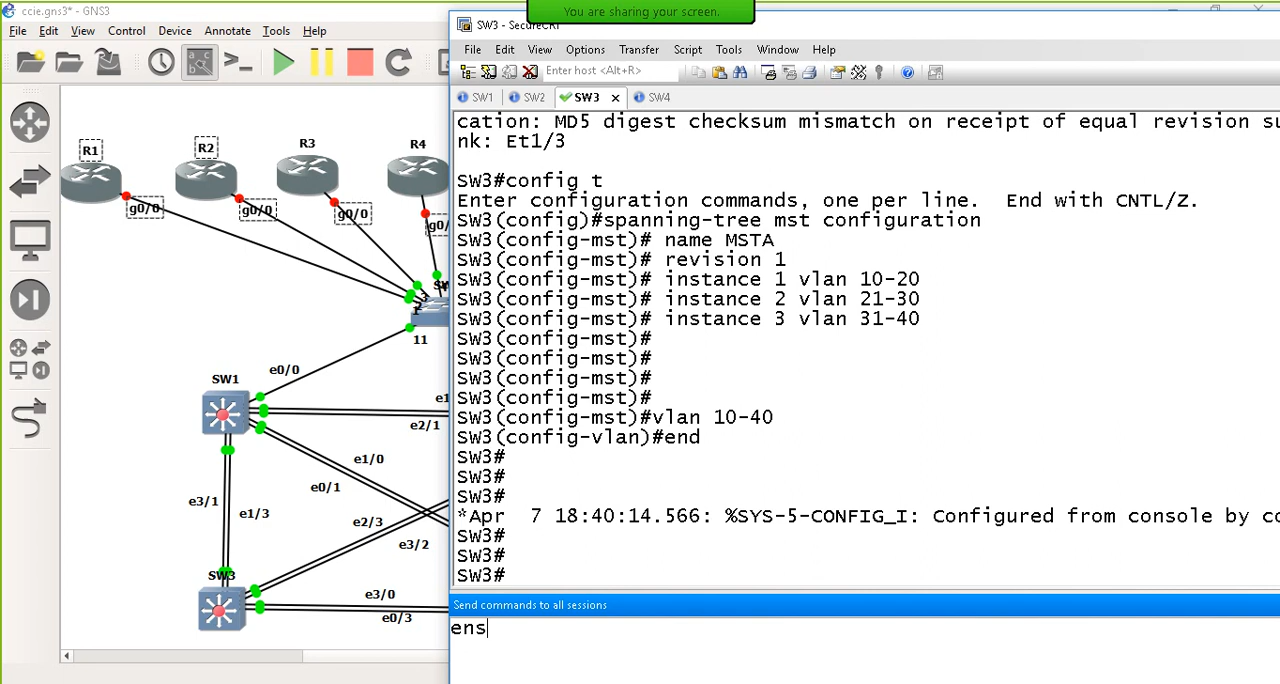 You are sharing your screen.
ccie.gns3* - GNS3
File Edit View Control Device Annotate Tools Help
R1
R2
R3
R4
g0/0
g0/0
g0/0
g0/
3
2
1
11
SW1
e0/0
e1
e2/1
e1/0
e0/1
e3/1
e1/3
e2/3
e3/2
SW3
e3/0
e0/3
SW3 - SecureCRT
File Edit View Options Transfer Script Tools Window Help
Enter host <Alt+R>
SW1 SW2 SW3 x SW4
cation: MD5 digest checksum mismatch on receipt of equal revision su
nk: Et1/3
SW3#config t
Enter configuration commands, one per line.  End with CNTL/Z.
SW3(config)#spanning-tree mst configuration
SW3(config-mst)# name MSTA
SW3(config-mst)# revision 1
SW3(config-mst)# instance 1 vlan 10-20
SW3(config-mst)# instance 2 vlan 21-30
SW3(config-mst)# instance 3 vlan 31-40
SW3(config-mst)#
SW3(config-mst)#
SW3(config-mst)#
SW3(config-mst)#
SW3(config-mst)#vlan 10-40
SW3(config-vlan)#end
SW3#
SW3#
SW3#
*Apr  7 18:40:14.566: %SYS-5-CONFIG_I: Configured from console by co
SW3#
SW3#
SW3#
Send commands to all sessions
ens